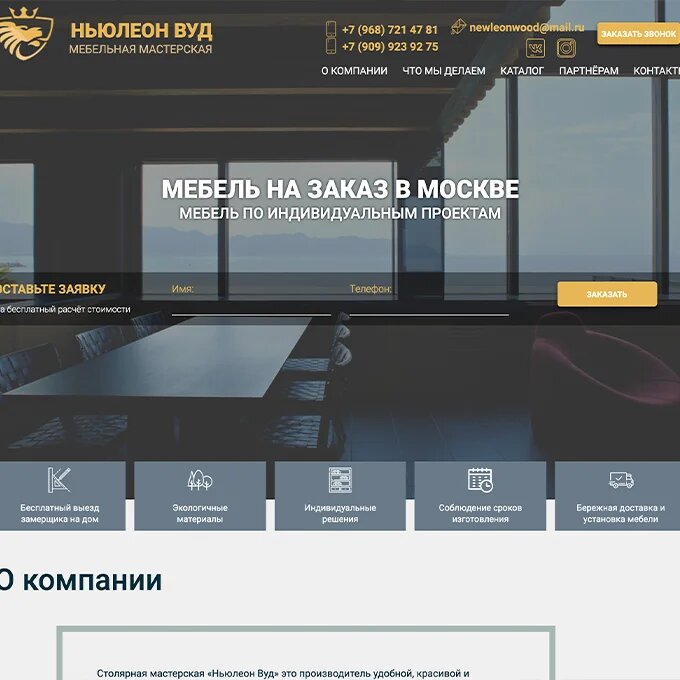 НЬЮЛЕОН ВУД
МЕБЕЛЬНАЯ МАСТЕРСКАЯ
+7 (968) 721 47 81
+7 (909) 923 92 75
newleonwood@mail.ru
ЗАКАЗАТЬ ЗВОНОК
О КОМПАНИИ ЧТО МЫ ДЕЛАЕМ КАТАЛОГ ПАРТНЁРАМ КОНТАКТЫ
МЕБЕЛЬ НА ЗАКАЗ В МОСКВЕ
МЕБЕЛЬ ПО ИНДИВИДУАЛЬНЫМ ПРОЕКТАМ
ОСТАВЬТЕ ЗАЯВКУ
на бесплатный расчёт стоимости
Имя:
Телефон:
ЗАКАЗАТЬ
Бесплатный выезд
замерщика на дом
Экологичные
материалы
Индивидуальные
решения
Соблюдение сроков
изготовления
Бережная доставка и
установка мебели
О компании
Столярная мастерская «Ньюлеон Вуд» это производитель удобной, красивой и